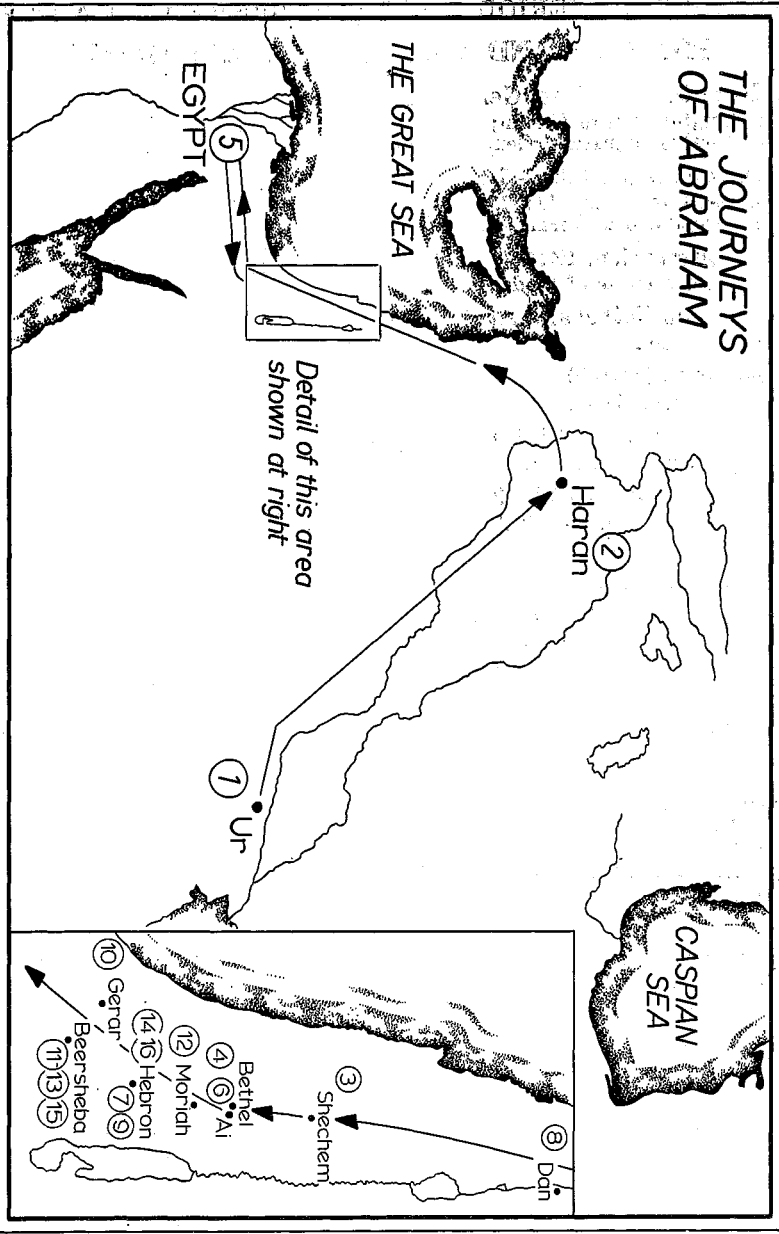 THE JOURNEYS
OF ABRAHAM
THE GREAT SEA
EGYPT
5
Haran
2
CASPIAN
SEA
Detail of this area
shown at right
1
Ur
8 Dan
3
Shechem
Bethel
4 6 Ai
12 Moriah
14 16 Hebron
7 9
10 Gerar
Beersheba
11 13 15